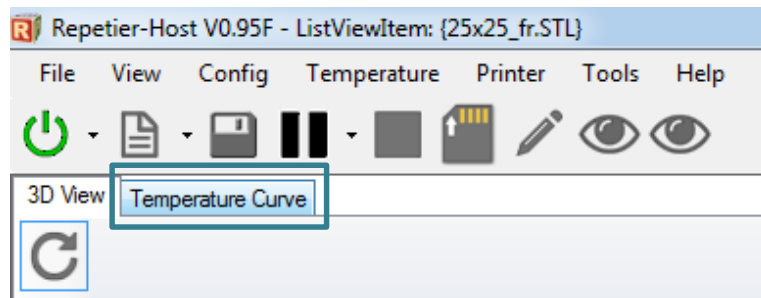 Repetier-Host V0.95F - ListViewItem: {25x25_fr.STL}
File View Config Temperature Printer Tools Help
3D View Temperature Curve